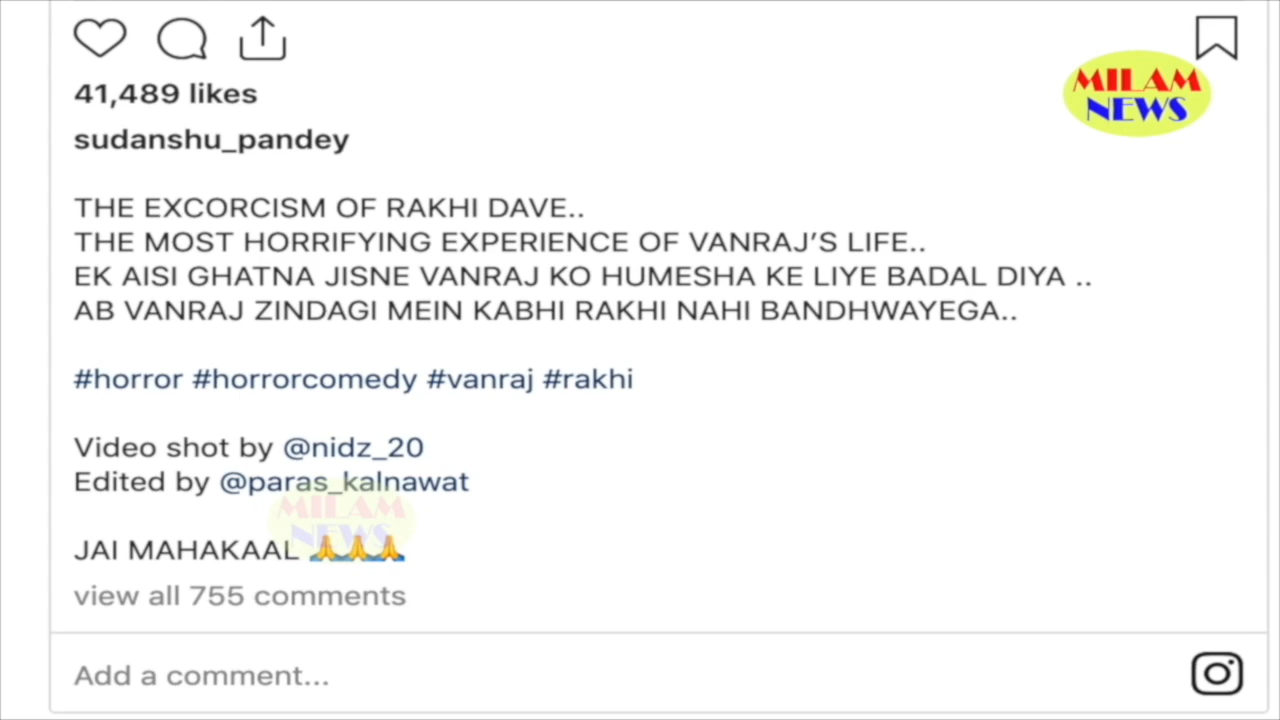 41,489 likes
MILAM
NEWS
sudanshu_pandey
THE EXCORCISM OF RAKHI DAVE..
THE MOST HORRIFYING EXPERIENCE OF VANRAJ'S LIFE..
EK AISI GHATNA JISNE VANRAJ KO HUMESHA KE LIYE BADAL DIYA ..
AB VANRAJ ZINDAGI MEIN KABHI RAKHI NAHI BANDHWAYEGA..
#horror #horrorcomedy #vanraj #rakhi
Video shot by @nidz_20
Edited by @paras_kalnawat
MILAM
NEWS
JAI MAHAKAAL 🙏🙏🙏
view all 755 comments
Add a comment...